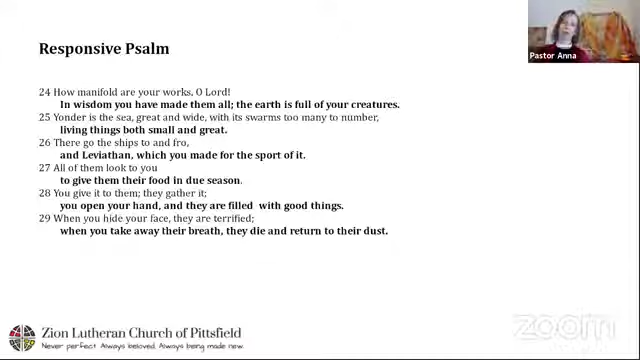 Responsive Psalm
Pastor Anna
24 How manifold are your works, O Lord!
In wisdom you have made them all; the earth is full of your creatures.
25 Yonder is the sea, great and wide, with its swarms too many to number,
living things both small and great.
26 There go the ships to and fro,
and Leviathan, which you made for the sport of it.
27 All of them look to you
to give them their food in due season.
28 You give it to them; they gather it;
you open your hand, and they are filled with good things.
29 When you hide your face, they are terrified;
when you take away their breath, they die and return to their dust.
Zion Lutheran Church of Pittsfield
Never perfect. Always beloved. Always being made new.
zoom